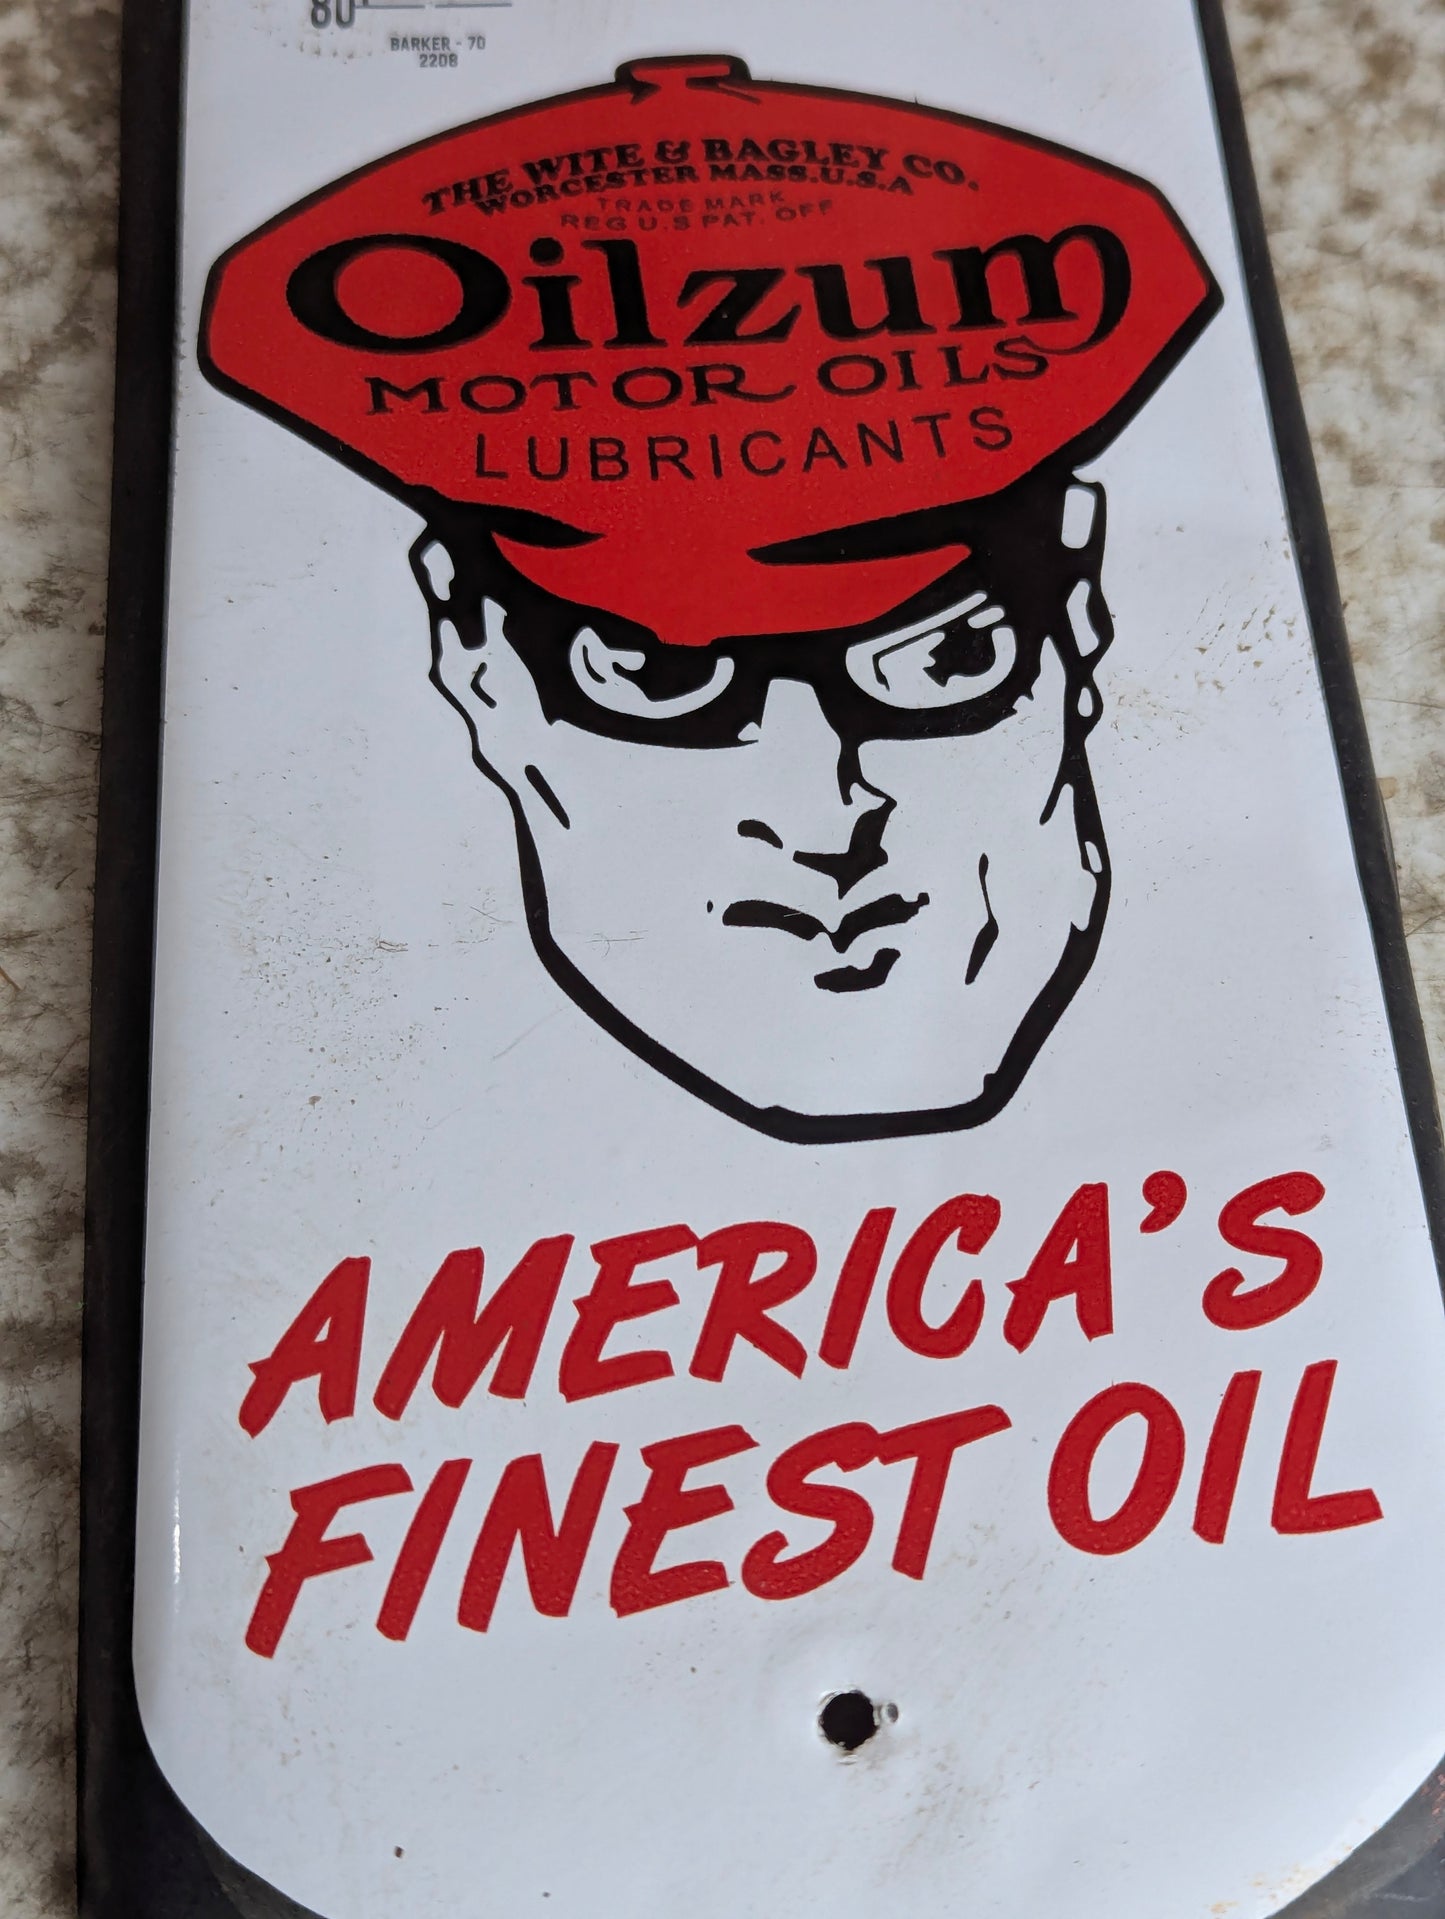 80
BARKER - 70
2208
THE WITE & BAGLEY CO.
WORCESTER MASS.U.S.A
TRADE MARK
REG U.S PAT. OFF
Oilzum
MOTOR OILS
LUBRICANTS
AMERICA'S
FINEST OIL